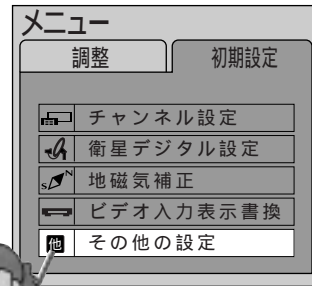 メニュー
調整
初期設定
チャンネル設定
衛星デジタル設定
S N 地磁気補正
ビデオ入力表示書換
他 その他の設定